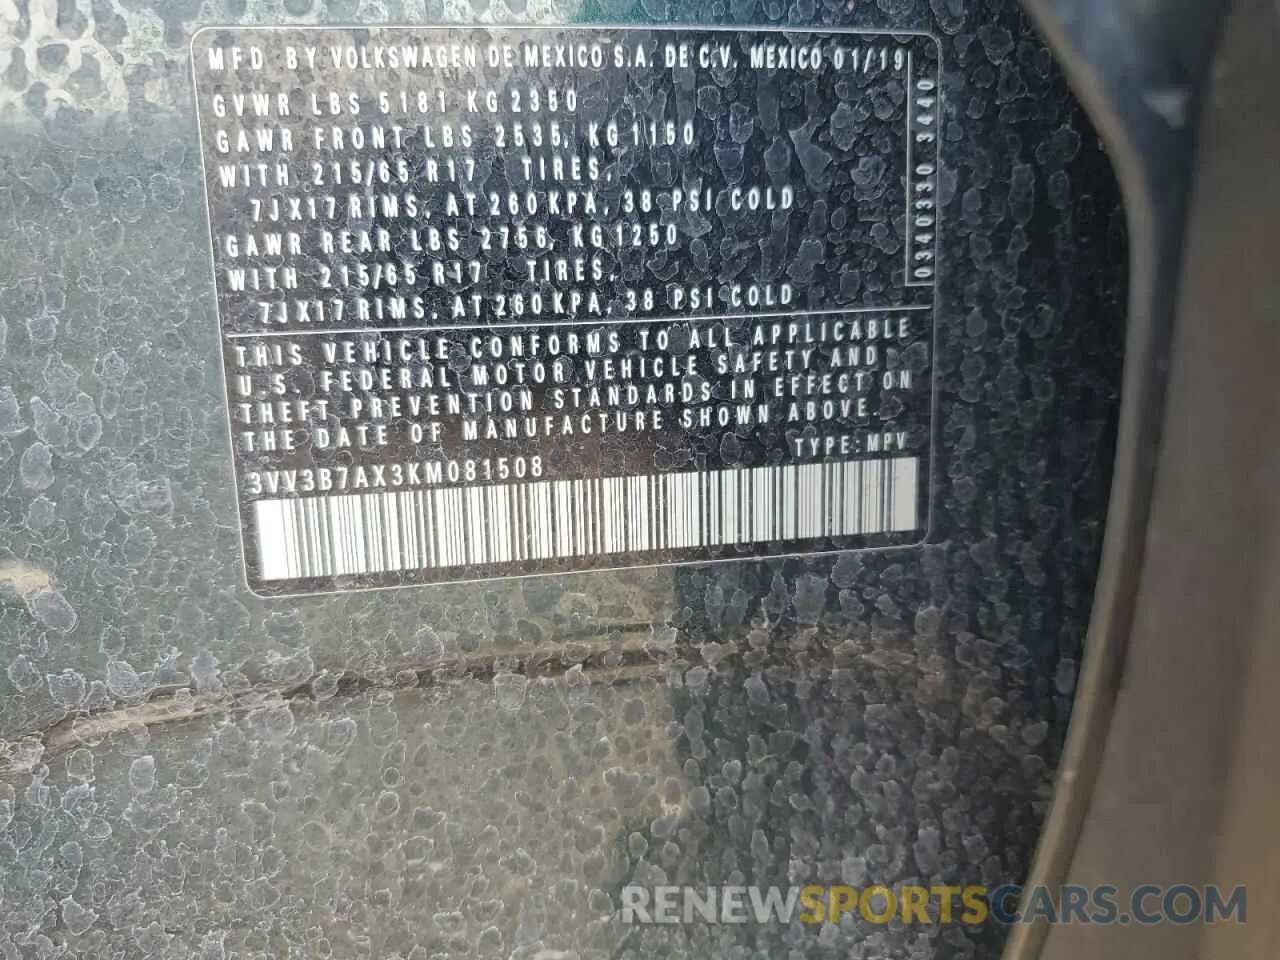 MFD. BY VOLKSWAGEN DE MEXICO S.A. DE C.V. MEXICO 01/19
GVWR LBS 5181 KG 2350
GAWR FRONT LBS 2535, KG 1150
WITH 215/65 R17 TIRES,
7JX17 RIMS, AT 260 KPA, 38 PSI COLD
GAWR REAR LBS 2756, KG 1250
WITH 215/65 R17 TIRES,
7JX17 RIMS, AT 260 KPA, 38 PSI COLD
0340330 3440
THIS VEHICLE CONFORMS TO ALL APPLICABLE
U.S. FEDERAL MOTOR VEHICLE SAFETY AND
THEFT PREVENTION STANDARDS IN EFFECT ON
THE DATE OF MANUFACTURE SHOWN ABOVE.
TYPE: MPV
3VV3B7AX3KM081508
RENEWSPORTSCARS.COM